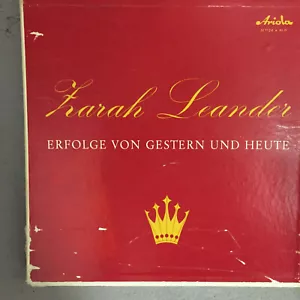 Ariola
Zarah Leander
ERFOLGE VON GESTERN UND HEUTE